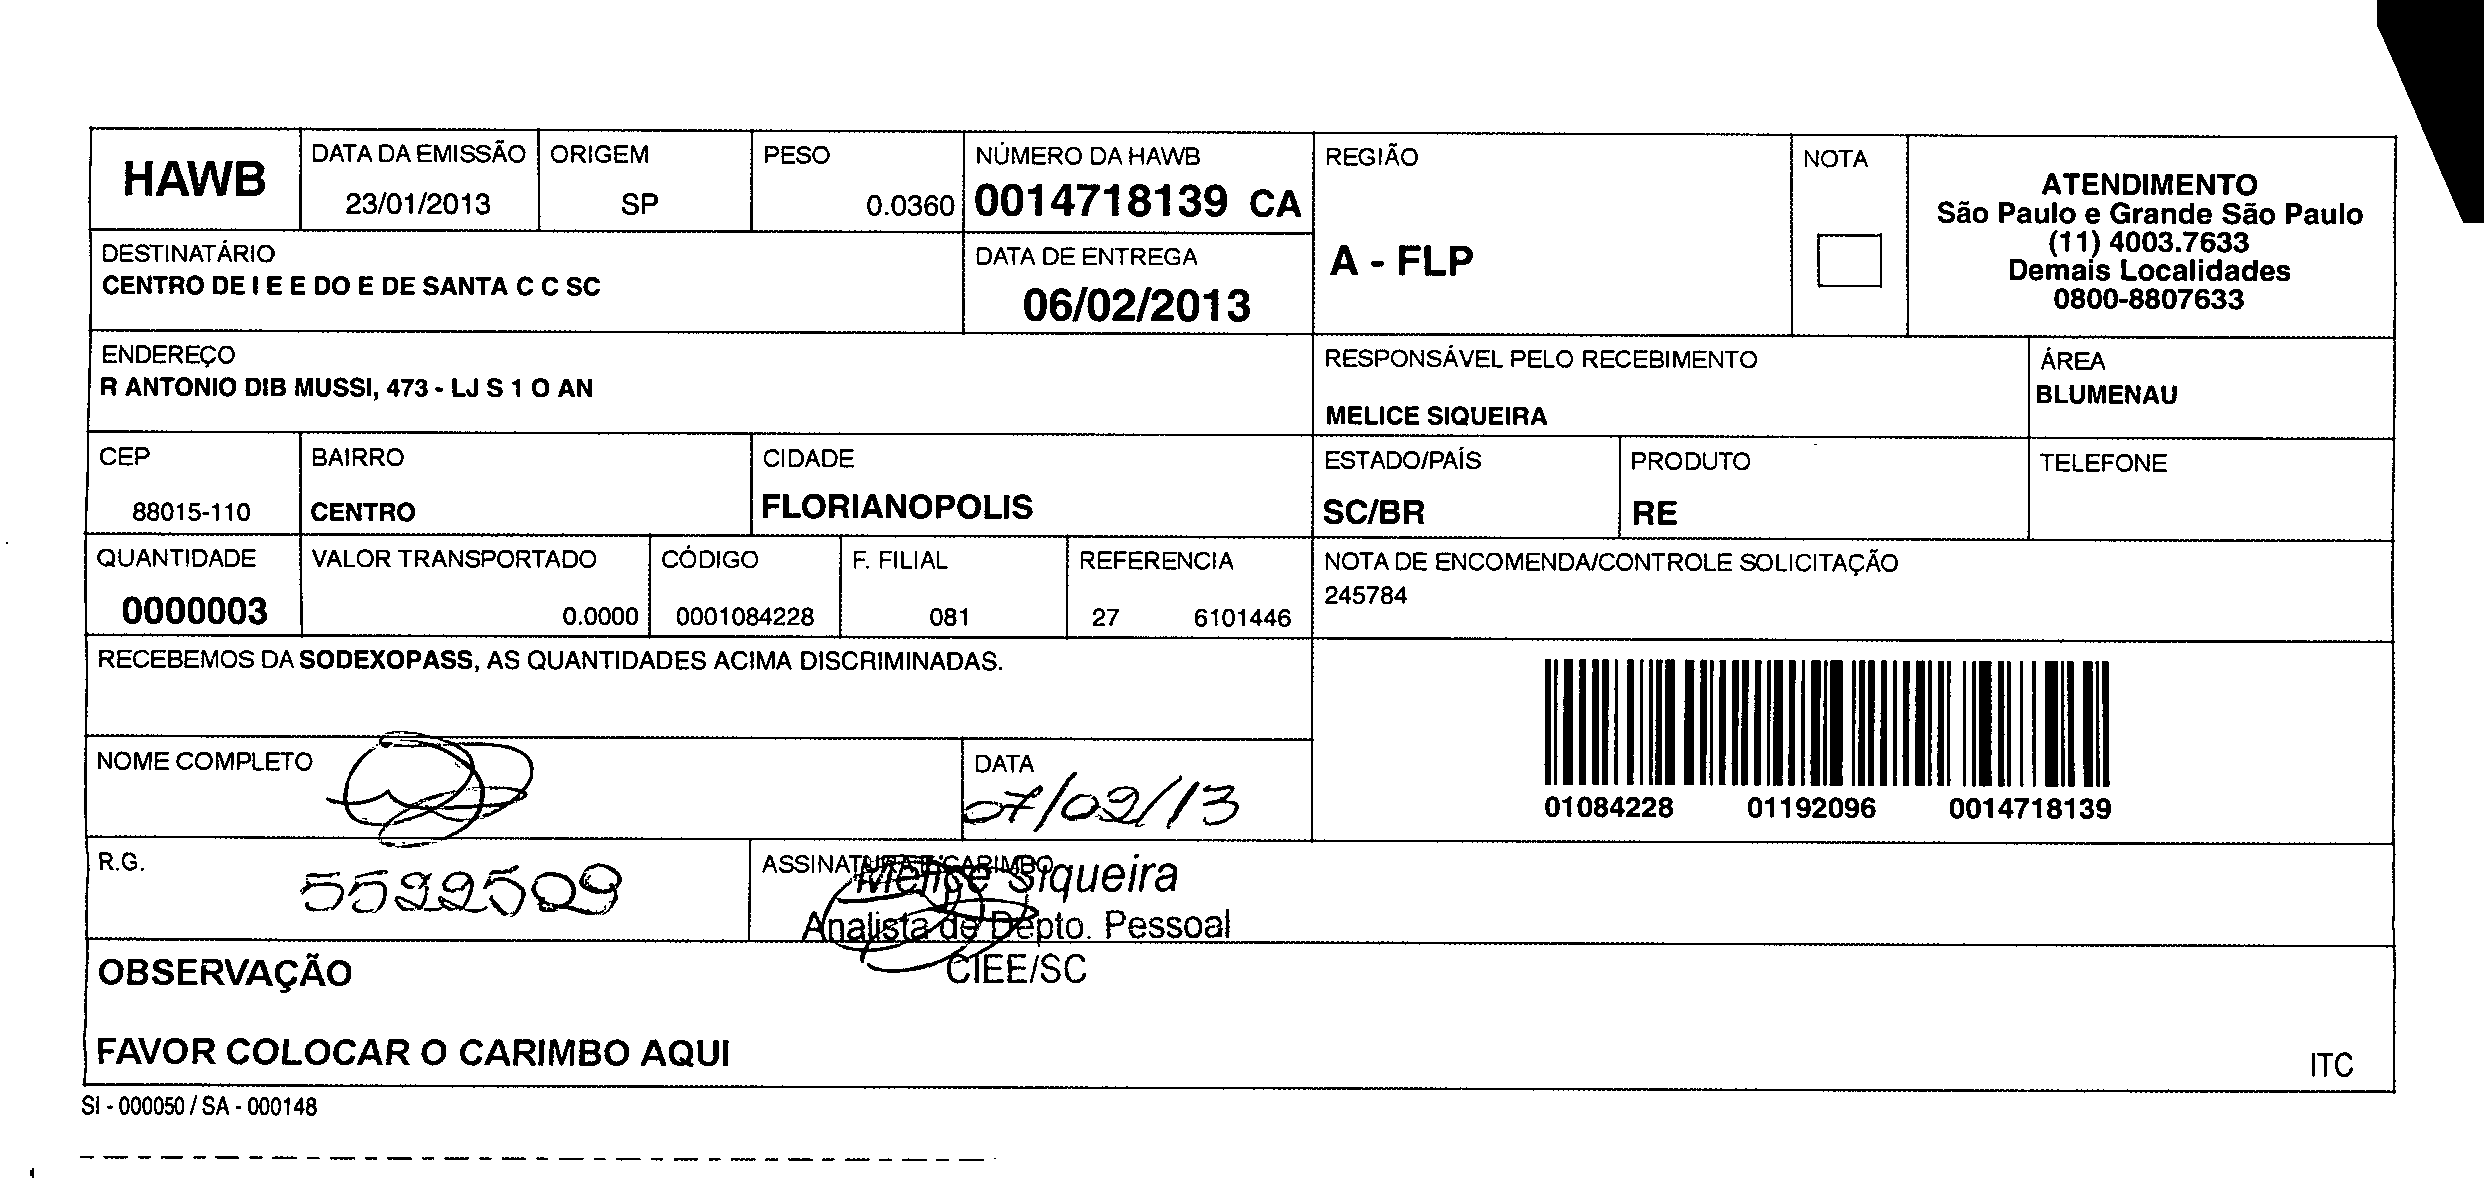 HAWB
DATA DA EMISSÃO
23/01/2013
ORIGEM
SP
PESO
0.0360
NÚMERO DA HAWB
0014718139 CA
REGIÃO
A - FLP
NOTA
ATENDIMENTO
São Paulo e Grande São Paulo
(11) 4003.7633
Demais Localidades
0800-8807633
DESTINATÁRIO
CENTRO DE I E E DO E DE SANTA C C SC
DATA DE ENTREGA
06/02/2013
ENDEREÇO
R ANTONIO DIB MUSSI, 473 - LJ S 1 O AN
RESPONSÁVEL PELO RECEBIMENTO
MELICE SIQUEIRA
ÁREA
BLUMENAU
CEP
88015-110
BAIRRO
CENTRO
CIDADE
FLORIANOPOLIS
ESTADO/PAÍS
SC/BR
PRODUTO
RE
TELEFONE
QUANTIDADE
0000003
VALOR TRANSPORTADO
0.0000
CÓDIGO
0001084228
F. FILIAL
081
REFERENCIA
27 6101446
NOTA DE ENCOMENDA/CONTROLE SOLICITAÇÃO
245784
RECEBEMOS DA SODEXOPASS, AS QUANTIDADES ACIMA DISCRIMINADAS.
01084228 01192096 0014718139
NOME COMPLETO
DATA
07/02/13
R.G.
5522509
ASSINATURA E CARIMBO
Melice Siqueira
Analista de Depto. Pessoal
CIEE/SC
OBSERVAÇÃO
FAVOR COLOCAR O CARIMBO AQUI
ITC
SI - 000050 / SA - 000148